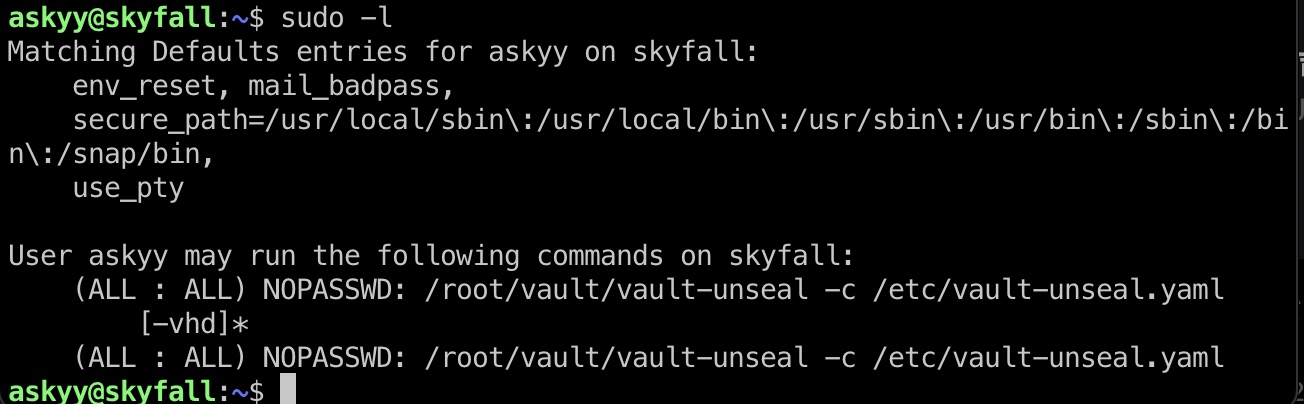 askyy@skyfall:~$ sudo -l
Matching Defaults entries for askyy on skyfall:
    env_reset, mail_badpass,
    secure_path=/usr/local/sbin\:/usr/local/bin\:/usr/sbin\:/usr/bin\:/sbin\:/bi
n\:/snap/bin,
    use_pty

User askyy may run the following commands on skyfall:
    (ALL : ALL) NOPASSWD: /root/vault/vault-unseal -c /etc/vault-unseal.yaml
        [-vhd]*
    (ALL : ALL) NOPASSWD: /root/vault/vault-unseal -c /etc/vault-unseal.yaml
askyy@skyfall:~$